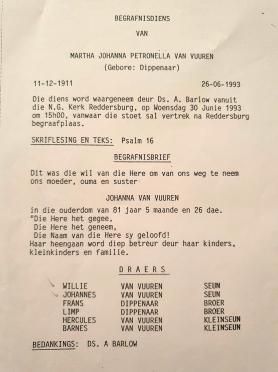 BEGRAFNISDIENS
VAN
MARTHA JOHANNA PETRONELLA VAN VUUREN
(Gebore: Dippenaar)
11-12-1911 26-06-1993
Die diens word waargeneem deur Ds. A. Barlow vanuit
die N.G. Kerk Reddersburg, op Woensdag 30 Junie 1993
om 15h00, vanwaar die stoet sal vertrek na Reddersburg
begraafplaas.
SKRIFLESING EN TEKS: Psalm 16
BEGRAFNISBRIEF
Dit was die wil van die Here om van ons weg te neem
ons moeder, ouma en suster
JOHANNA VAN VUUREN
in die ouderdom van 81 jaar 5 maande en 26 dae.
"Die Here het gegee,
Die Here het geneem,
Die Naam van die Here sy geloofd!
Haar heengaan word diep betreur deur haar kinders,
kleinkinders en familie.
DRAERS
WILLIE VAN VUUREN SEUN
JOHANNES VAN VUUREN SEUN
FRANS DIPPENAAR BROER
LIMP DIPPENAAR BROER
HERCULES VAN VUUREN KLEINSEUN
BARNES VAN VUUREN KLEINSEUN
BEDANKINGS: DS. A BARLOW